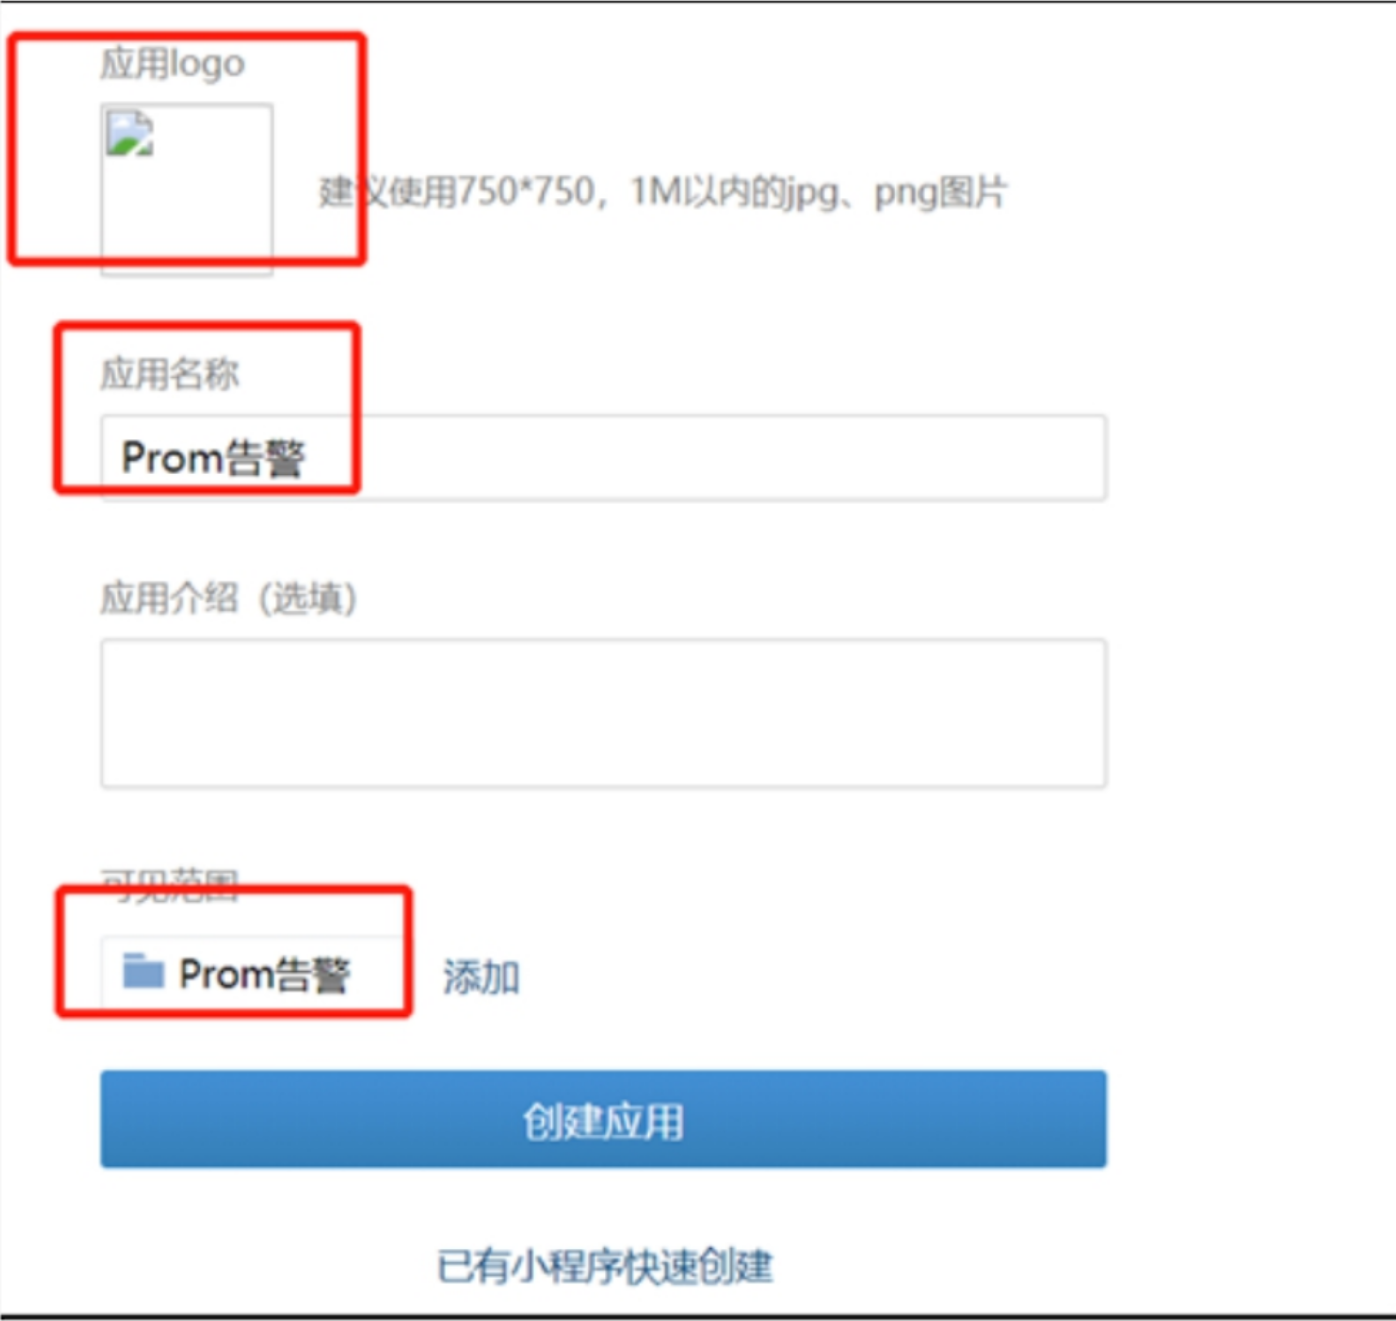 应用logo
建议使用750*750，1M以内的jpg、png图片
应用名称
Prom告警
应用介绍（选填）
可见范围
Prom告警 添加
创建应用
已有小程序快速创建